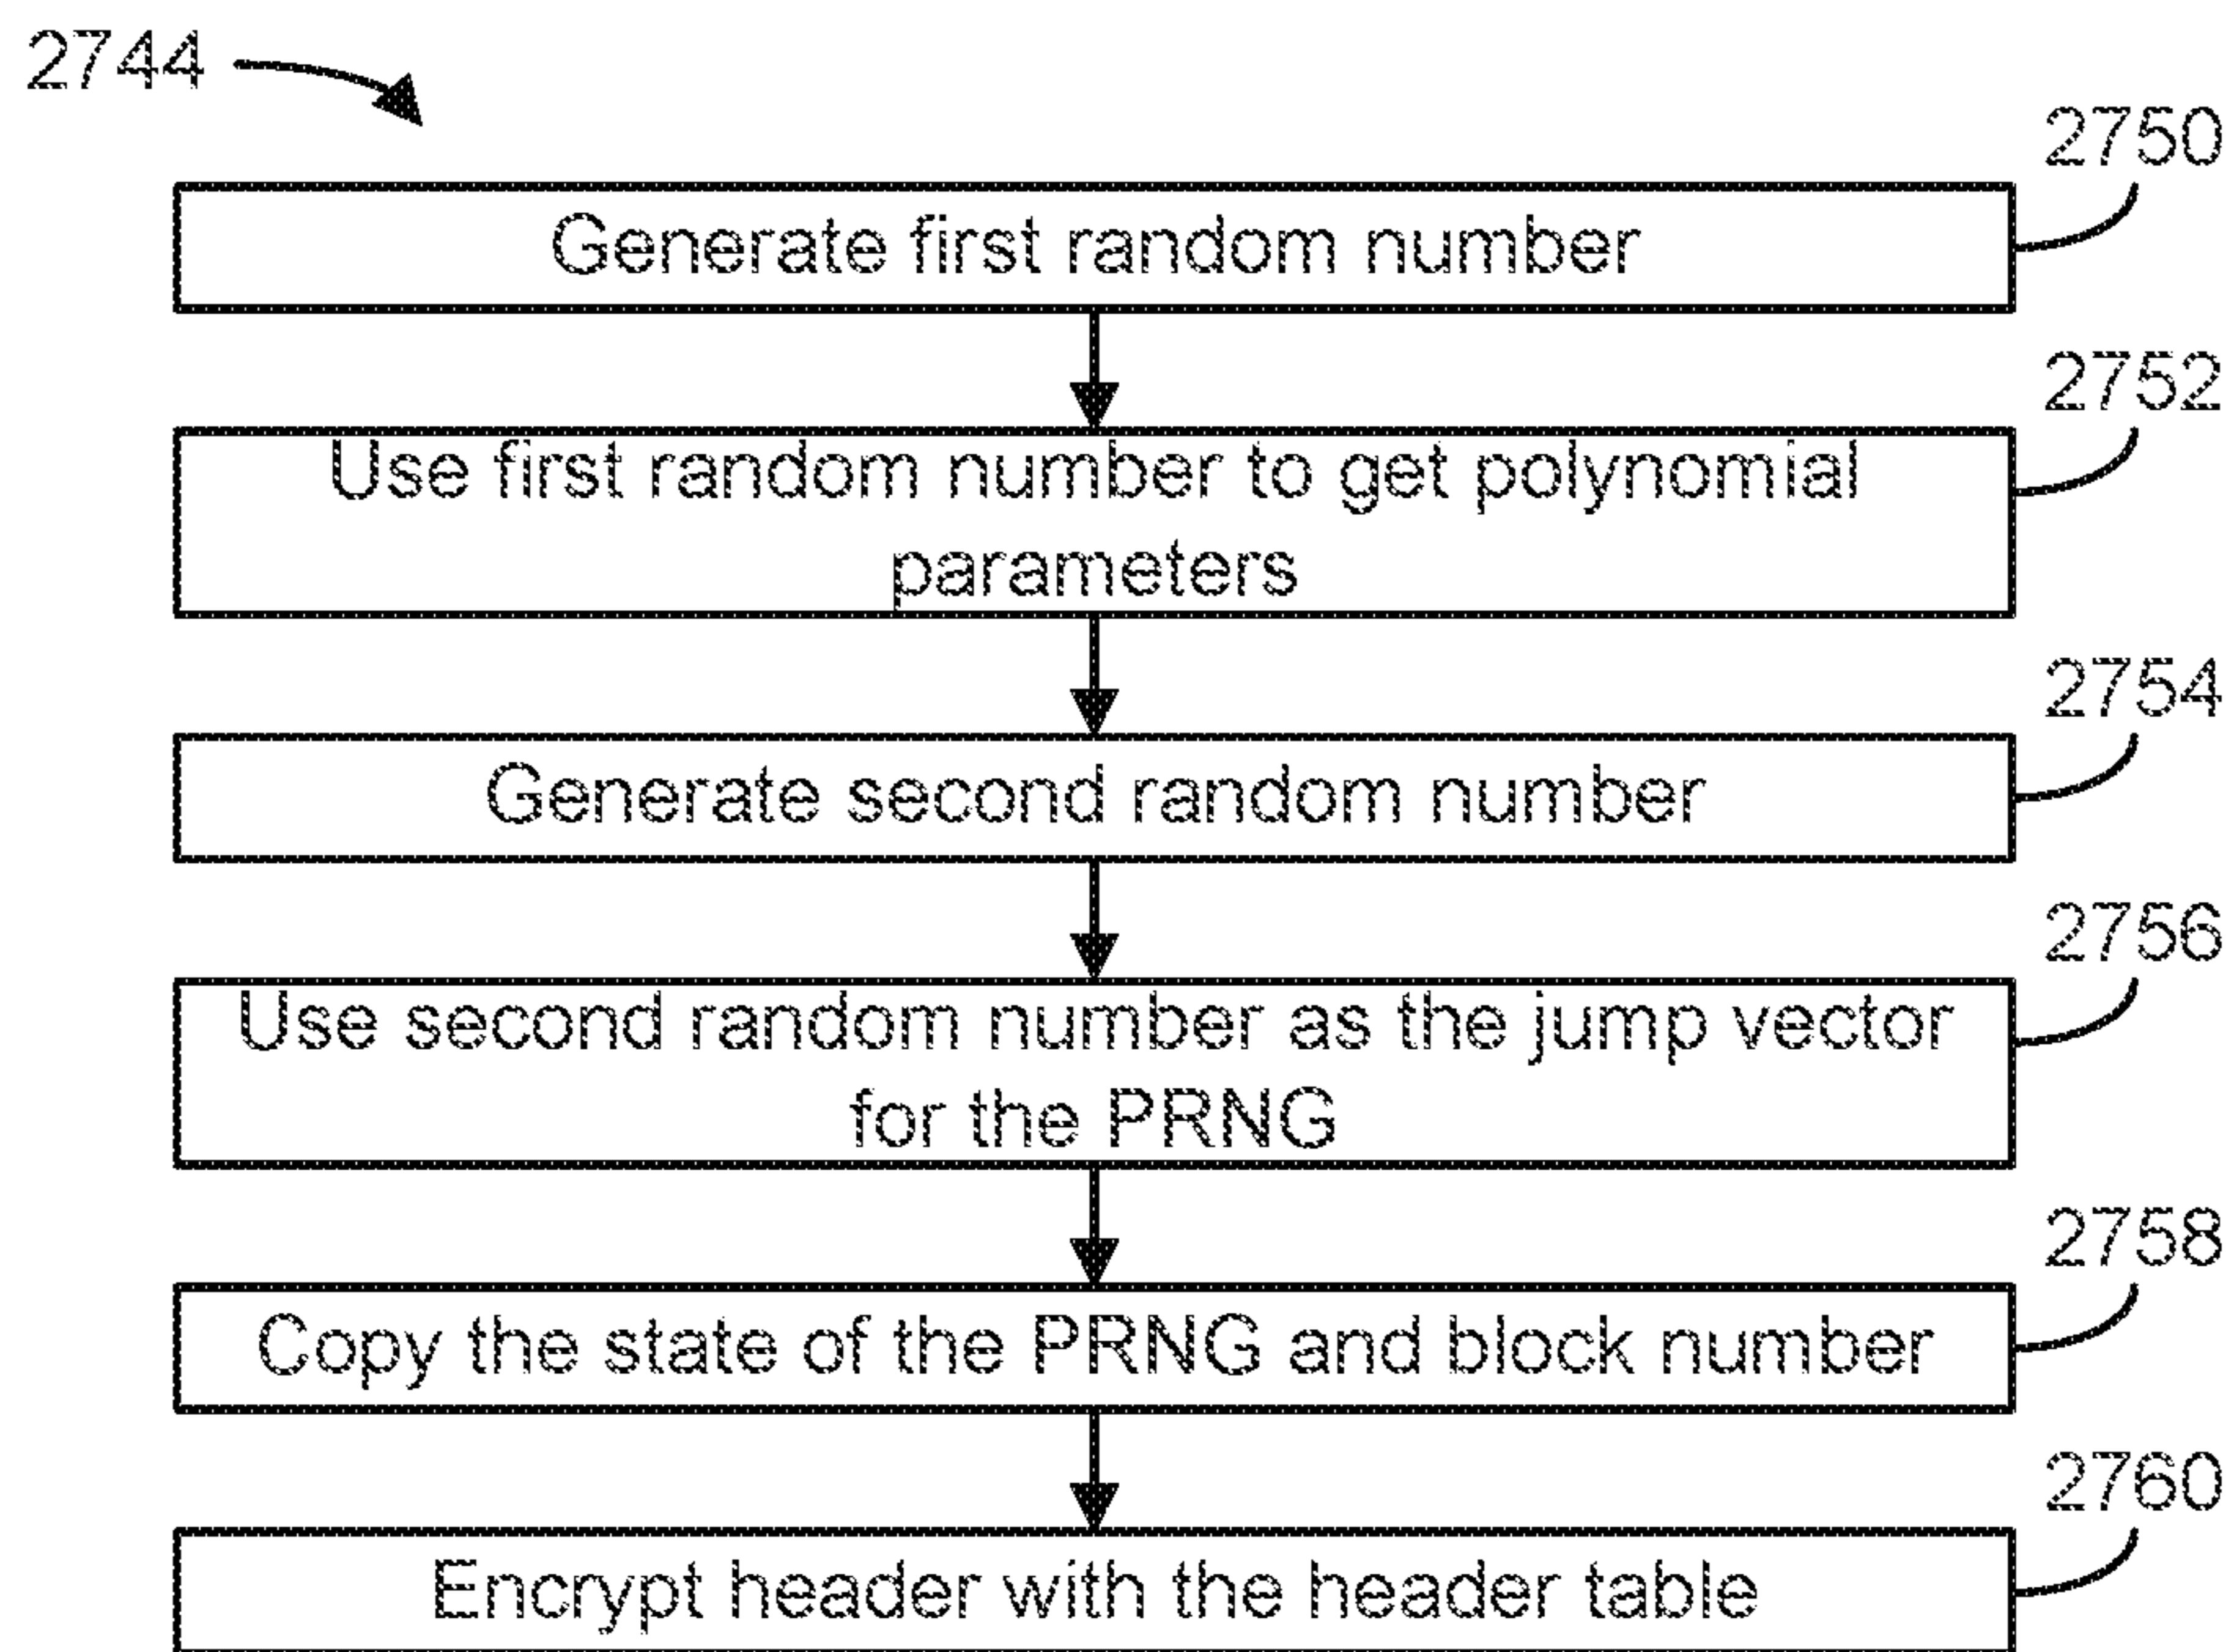 2744
2750
Generate first random number
2752
Use first random number to get polynomial
parameters
2754
Generate second random number
2756
Use second random number as the jump vector
for the PRNG
2758
Copy the state of the PRNG and block number
2760
Encrypt header with the header table